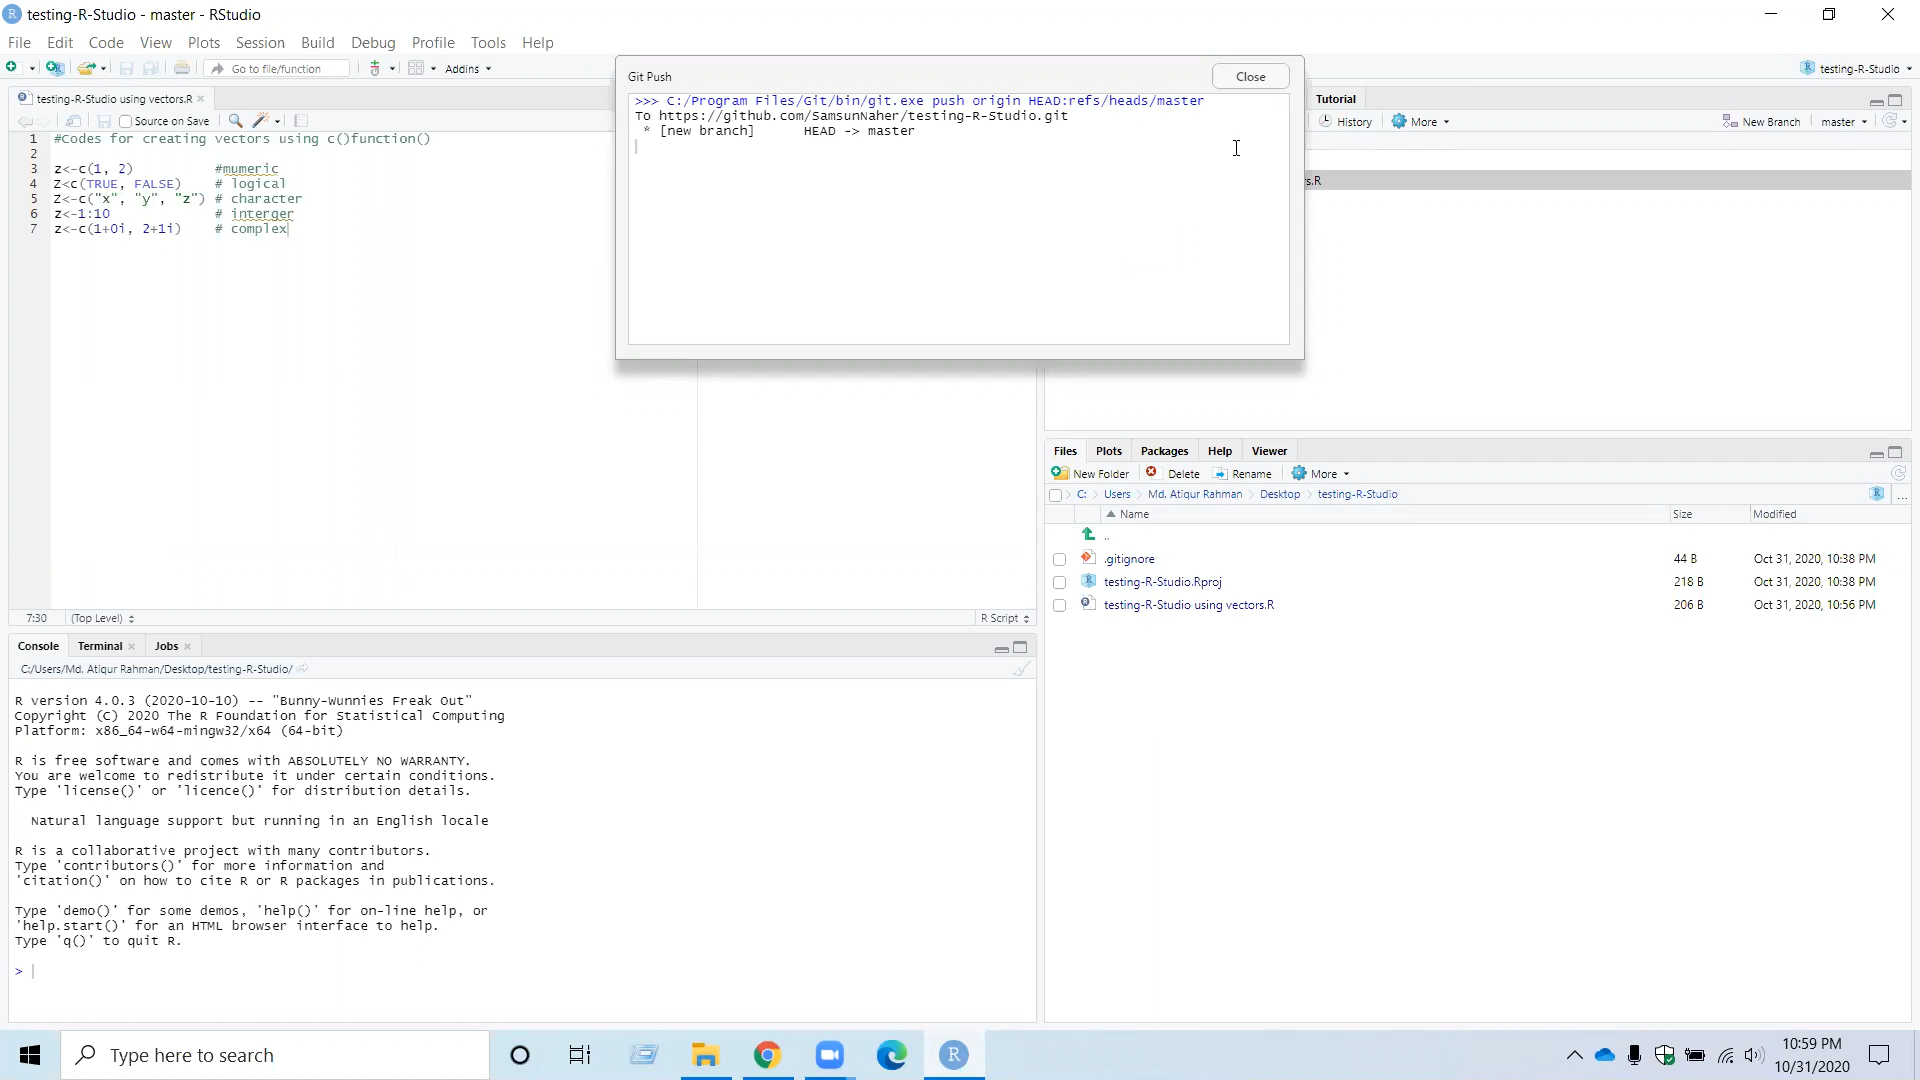 testing-R-Studio - master - RStudio
File Edit Code View Plots Session Build Debug Profile Tools Help
Go to file/function
Addins
testing-R-Studio
testing-R-Studio using vectors.R
Source on Save
1 #Codes for creating vectors using c()function()
2
3 z<-c(1, 2) #mumeric
4 Z<c(TRUE, FALSE) # logical
5 Z<-c("x", "y", "z") # character
6 z<-1:10 # interger
7 z<-c(1+0i, 2+1i) # complex
7:30 (Top Level) R Script
Git Push
Close
>>> C:/Program Files/Git/bin/git.exe push origin HEAD:refs/heads/master
To https://github.com/SamsunNaher/testing-R-Studio.git
* [new branch] HEAD -> master
Tutorial
History More New Branch master
s.R
Console Terminal Jobs
C:/Users/Md. Atiqur Rahman/Desktop/testing-R-Studio/
R version 4.0.3 (2020-10-10) -- "Bunny-Wunnies Freak Out"
Copyright (C) 2020 The R Foundation for Statistical Computing
Platform: x86_64-w64-mingw32/x64 (64-bit)
R is free software and comes with ABSOLUTELY NO WARRANTY.
You are welcome to redistribute it under certain conditions.
Type 'license()' or 'licence()' for distribution details.
Natural language support but running in an English locale
R is a collaborative project with many contributors.
Type 'contributors()' for more information and
'citation()' on how to cite R or R packages in publications.
Type 'demo()' for some demos, 'help()' for on-line help, or
'help.start()' for an HTML browser interface to help.
Type 'q()' to quit R.
>
Files Plots Packages Help Viewer
New Folder Delete Rename More
C: Users Md. Atiqur Rahman Desktop testing-R-Studio
...
Name Size Modified
..
.gitignore 44 B Oct 31, 2020, 10:38 PM
testing-R-Studio.Rproj 218 B Oct 31, 2020, 10:38 PM
testing-R-Studio using vectors.R 206 B Oct 31, 2020, 10:56 PM
Type here to search
R
10:59 PM
10/31/2020